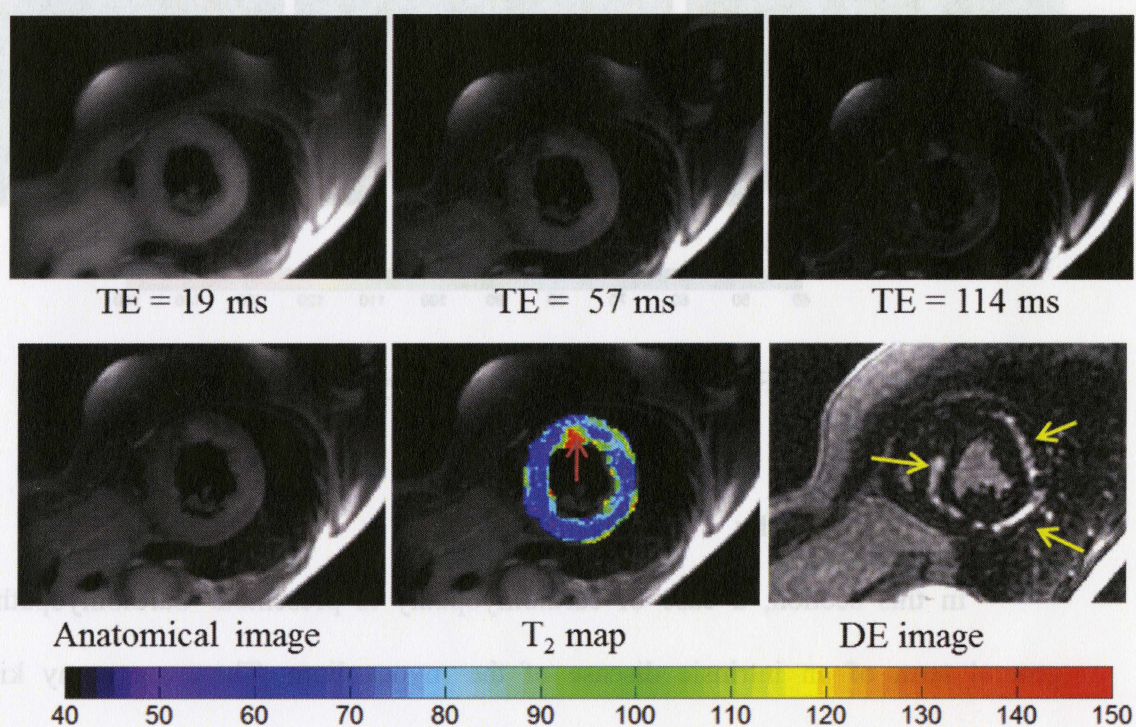 TE = 19 ms
TE = 57 ms
TE = 114 ms
Anatomical image
T₂ map
DE image
40 50 60 70 80 90 100 110 120 130 140 150